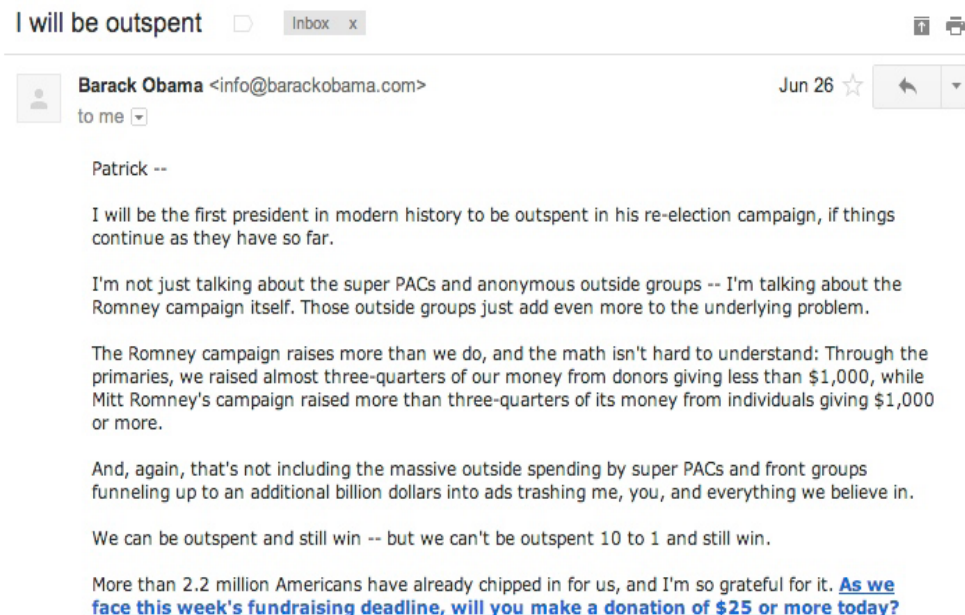 I will be outspent
Inbox x
Barack Obama <info@barackobama.com>
Jun 26
to me
Patrick --
I will be the first president in modern history to be outspent in his re-election campaign, if things
continue as they have so far.
I'm not just talking about the super PACs and anonymous outside groups -- I'm talking about the
Romney campaign itself. Those outside groups just add even more to the underlying problem.
The Romney campaign raises more than we do, and the math isn't hard to understand: Through the
primaries, we raised almost three-quarters of our money from donors giving less than $1,000, while
Mitt Romney's campaign raised more than three-quarters of its money from individuals giving $1,000
or more.
And, again, that's not including the massive outside spending by super PACs and front groups
funneling up to an additional billion dollars into ads trashing me, you, and everything we believe in.
We can be outspent and still win -- but we can't be outspent 10 to 1 and still win.
More than 2.2 million Americans have already chipped in for us, and I'm so grateful for it. As we
face this week's fundraising deadline, will you make a donation of $25 or more today?